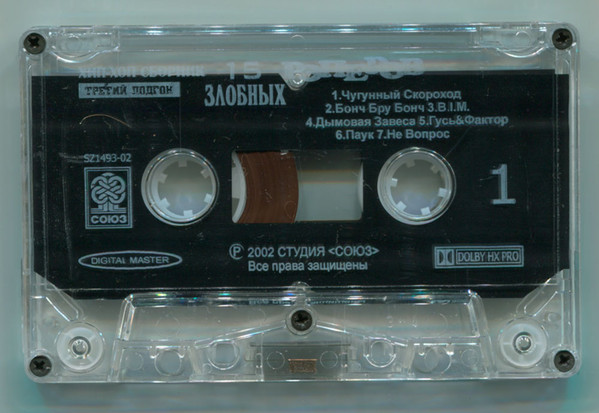 ХИП-ХОП СБОРНИК
ТРЕТИЙ ПОДГОН
15
ЗЛОБНЫХ
1.Чугунный Скороход
2.Бонч Бру Бонч 3.В.I.M.
4.Дымовая Завеса 5.Гусь&Фактор
6.Паук 7.Не Вопрос
SZ1493-02
СОЮЗ
1
DIGITAL MASTER
℗ 2002 СТУДИЯ <СОЮЗ>
Все права защищены
DOLBY HX PRO